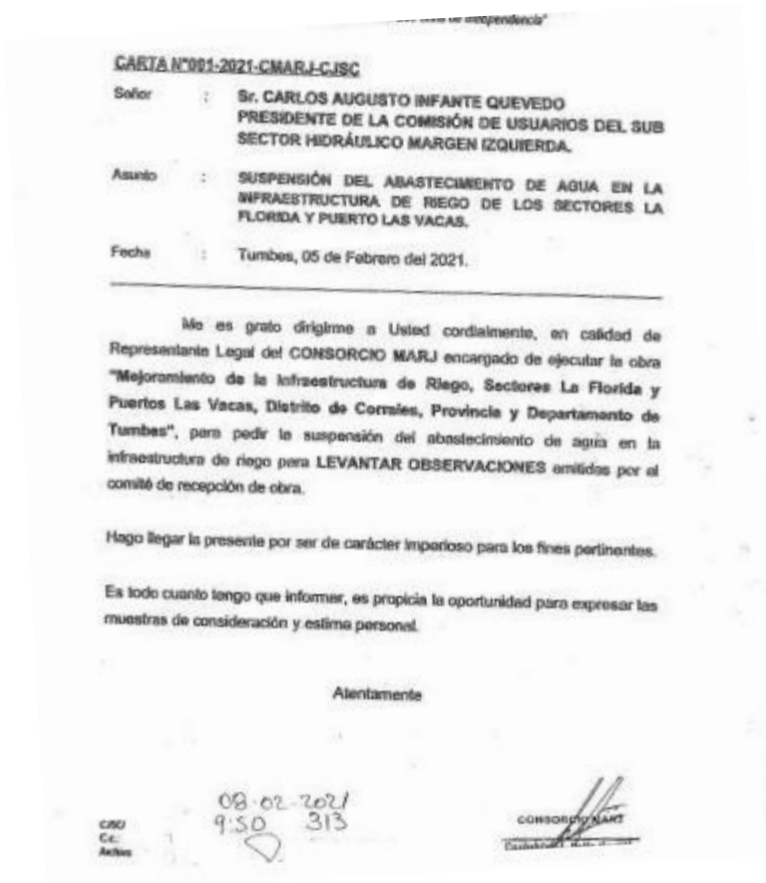 de Independencia"
CARTA N°001-2021-CMARJ-CJSC
Señor : Sr. CARLOS AUGUSTO INFANTE QUEVEDO
PRESIDENTE DE LA COMISIÓN DE USUARIOS DEL SUB
SECTOR HIDRÁULICO MARGEN IZQUIERDA.
Asunto : SUSPENSIÓN DEL ABASTECIMIENTO DE AGUA EN LA
INFRAESTRUCTURA DE RIEGO DE LOS SECTORES LA
FLORIDA Y PUERTO LAS VACAS.
Fecha : Tumbes, 05 de Febrero del 2021.
Me es grato dirigirme a Usted cordialmente, en calidad de
Representante Legal del CONSORCIO MARJ encargado de ejecutar la obra
"Mejoramiento de la Infraestructura de Riego, Sectores La Florida y
Puertos Las Vacas, Distrito de Corrales, Provincia y Departamento de
Tumbes", para pedir la suspensión del abastecimiento de agua en la
infraestructura de riego para LEVANTAR OBSERVACIONES emitidas por el
comité de recepción de obra.
Hago llegar la presente por ser de carácter imperioso para los fines pertinentes.
Es todo cuanto tengo que informar, es propicia la oportunidad para expresar las
muestras de consideración y estima personal.
Atentamente
08-02-2021
9:50 313
CJSC/
Cc.
Archivo
CONSORCIO MARJ